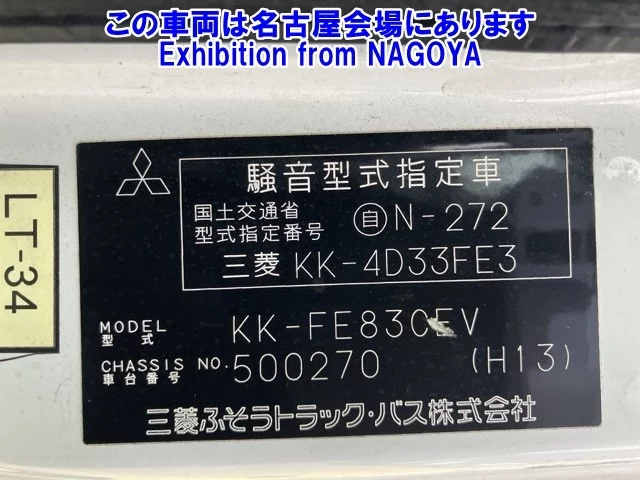 この車両は名古屋会場にあります
Exhibition from NAGOYA
LT-34
騒音型式指定車
国土交通省
型式指定番号 自 N-272
三菱 KK-4D33FE3
MODEL
型式 KK-FE83CEV
CHASSIS NO.
車台番号 500270 (H13)
三菱ふそうトラック・バス株式会社